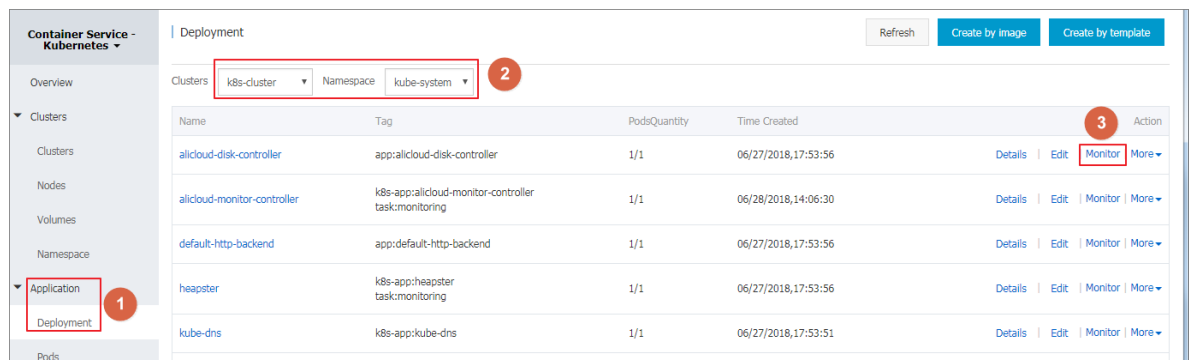 Container Service -
Kubernetes
Overview
Clusters
Clusters
Nodes
Volumes
Namespace
Application
1
Deployment
Pods
Deployment
Refresh
Create by image
Create by template
Clusters k8s-cluster Namespace kube-system 2
Name Tag PodsQuantity Time Created 3 Action
alicloud-disk-controller app:alicloud-disk-controller 1/1 06/27/2018,17:53:56 Details | Edit | Monitor | More
alicloud-monitor-controller k8s-app:alicloud-monitor-controller
task:monitoring 1/1 06/28/2018,14:06:30 Details | Edit | Monitor | More
default-http-backend app:default-http-backend 1/1 06/27/2018,17:53:56 Details | Edit | Monitor | More
heapster k8s-app:heapster
task:monitoring 1/1 06/27/2018,17:53:56 Details | Edit | Monitor | More
kube-dns k8s-app:kube-dns 1/1 06/27/2018,17:53:51 Details | Edit | Monitor | More